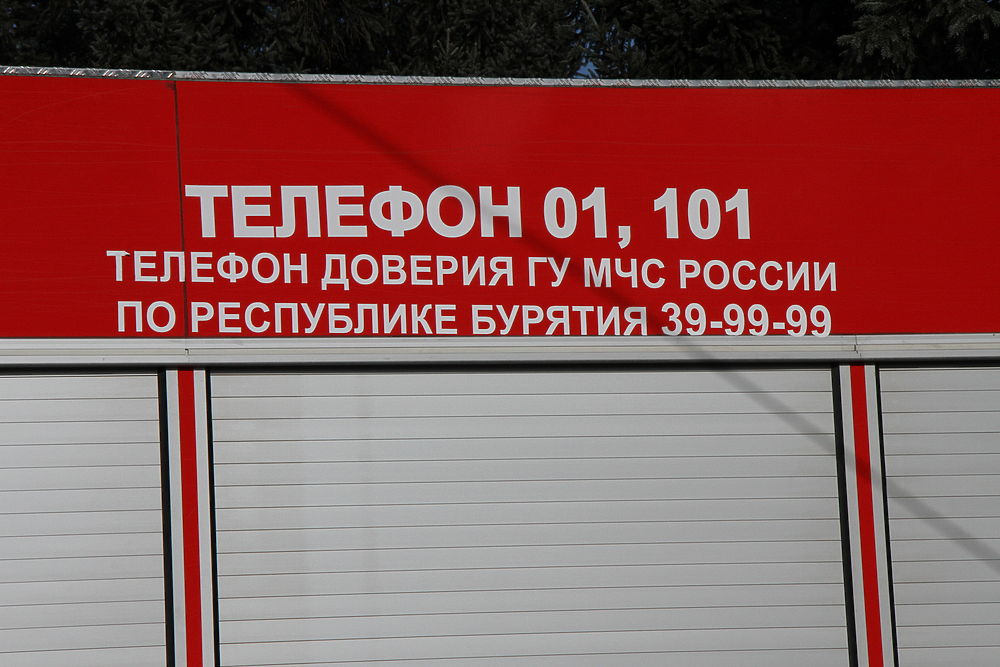 ТЕЛЕФОН 01, 101
ТЕЛЕФОН ДОВЕРИЯ ГУ МЧС РОССИИ
ПО РЕСПУБЛИКЕ БУРЯТИЯ 39-99-99